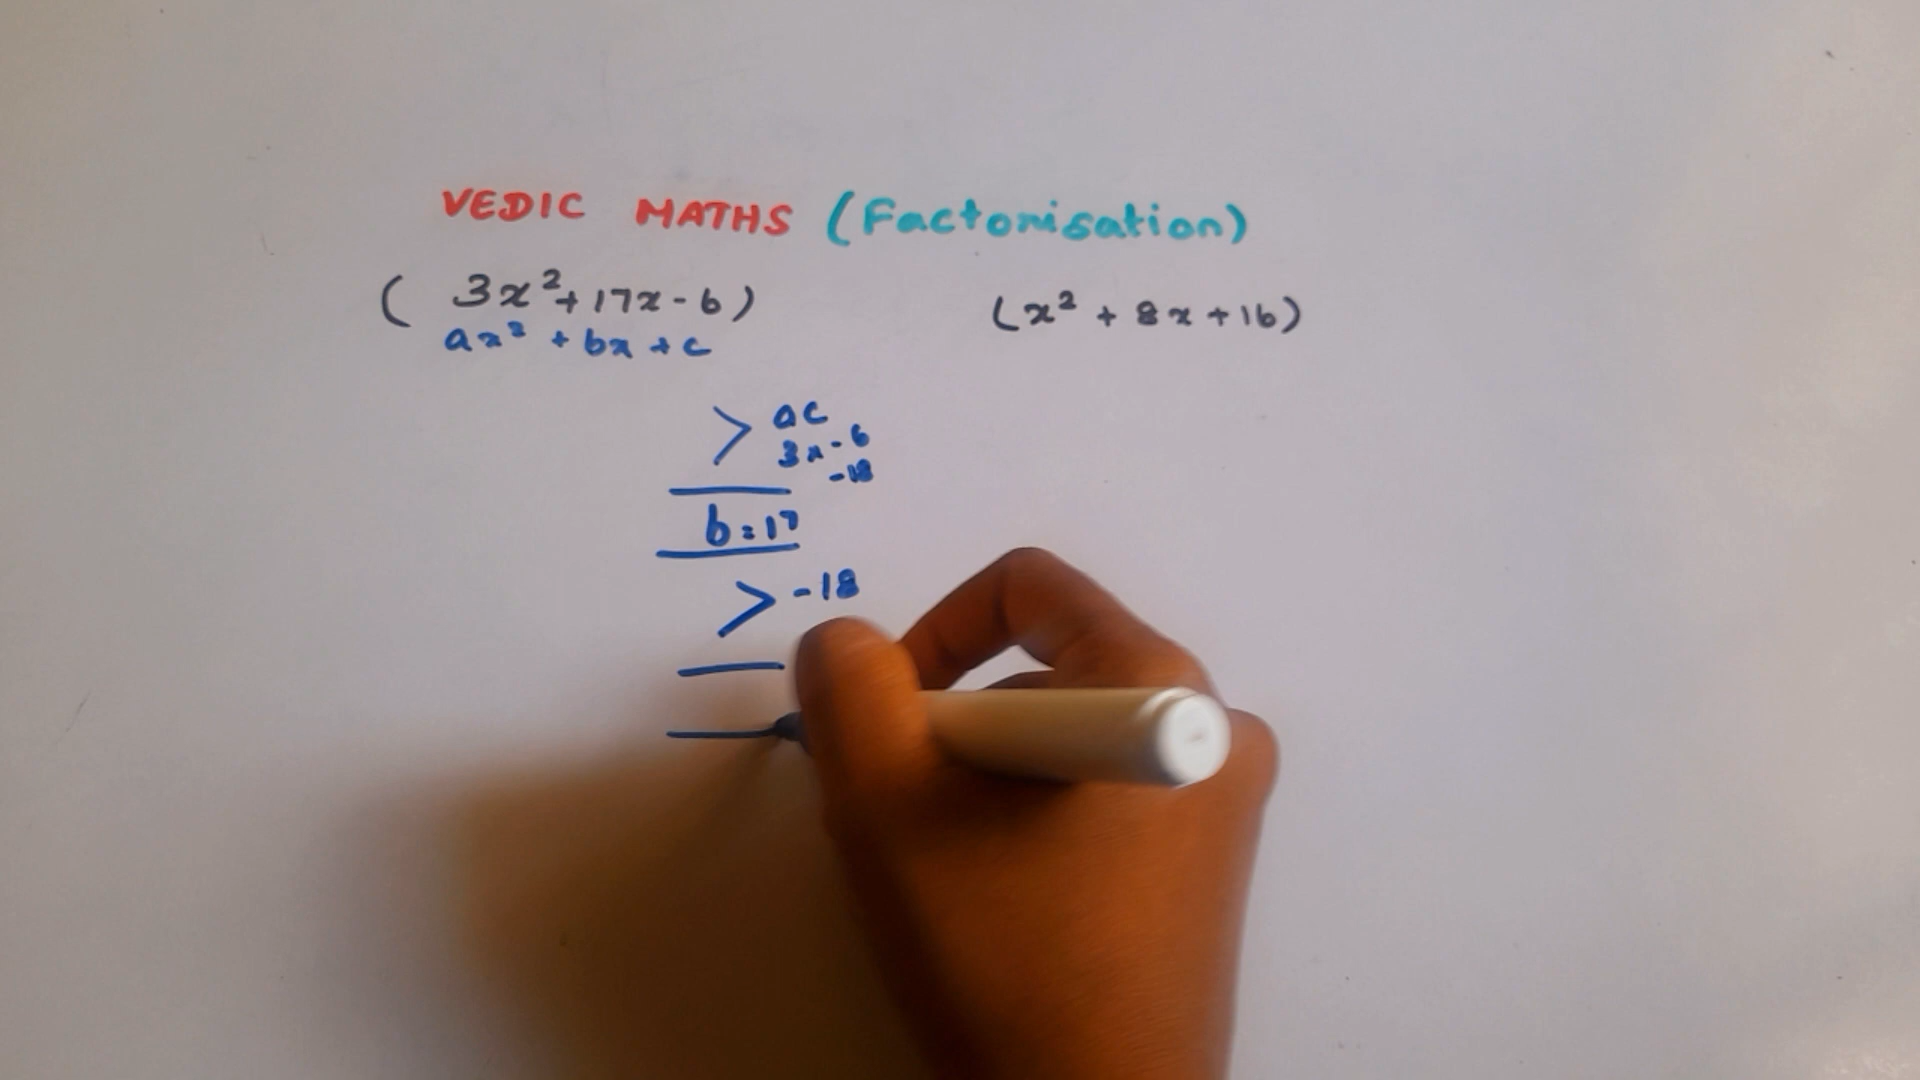 VEDIC MATHS (Factorisation)
( 3x²+17x-6)
ax² + bx + c
(x² + 8x + 16)
> ac
3x-6
-18
b=17
> -18